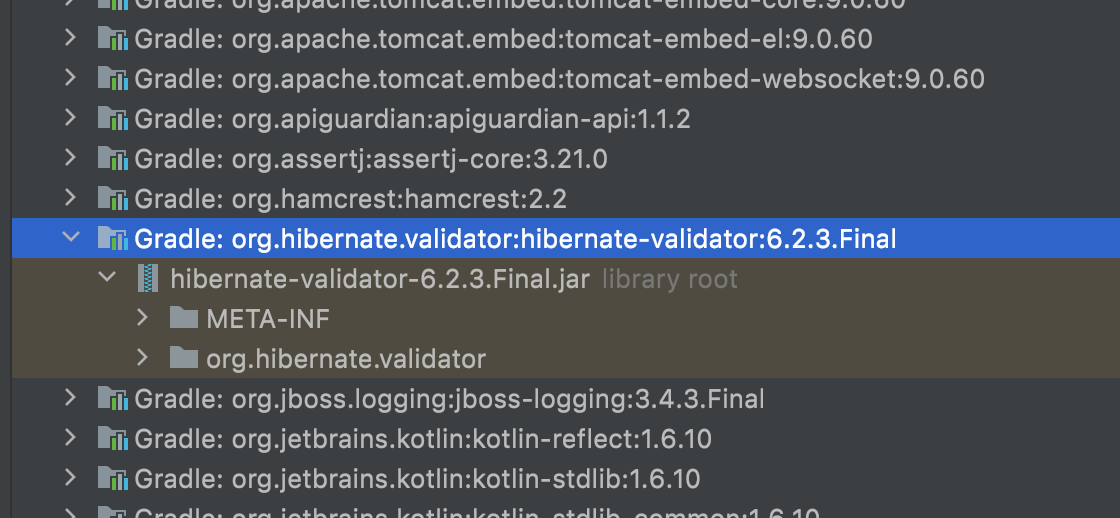 Gradle: org.apache.tomcat.embed:tomcat-embed-core:9.0.60
Gradle: org.apache.tomcat.embed:tomcat-embed-el:9.0.60
Gradle: org.apache.tomcat.embed:tomcat-embed-websocket:9.0.60
Gradle: org.apiguardian:apiguardian-api:1.1.2
Gradle: org.assertj:assertj-core:3.21.0
Gradle: org.hamcrest:hamcrest:2.2
Gradle: org.hibernate.validator:hibernate-validator:6.2.3.Final
hibernate-validator-6.2.3.Final.jar library root
META-INF
org.hibernate.validator
Gradle: org.jboss.logging:jboss-logging:3.4.3.Final
Gradle: org.jetbrains.kotlin:kotlin-reflect:1.6.10
Gradle: org.jetbrains.kotlin:kotlin-stdlib:1.6.10
Gradle: org.jetbrains.kotlin:kotlin-stdlib-common:1.6.10